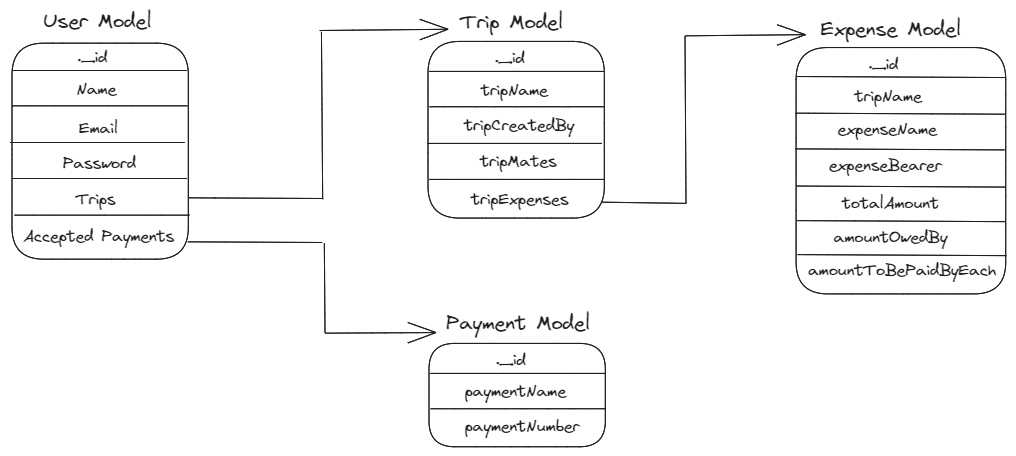 User Model
._id
Name
Email
Password
Trips
Accepted Payments
Trip Model
._id
tripName
tripCreatedBy
tripMates
tripExpenses
Expense Model
._id
tripName
expenseName
expenseBearer
totalAmount
amountOwedBy
amountToBePaidByEach
Payment Model
._id
paymentName
paymentNumber